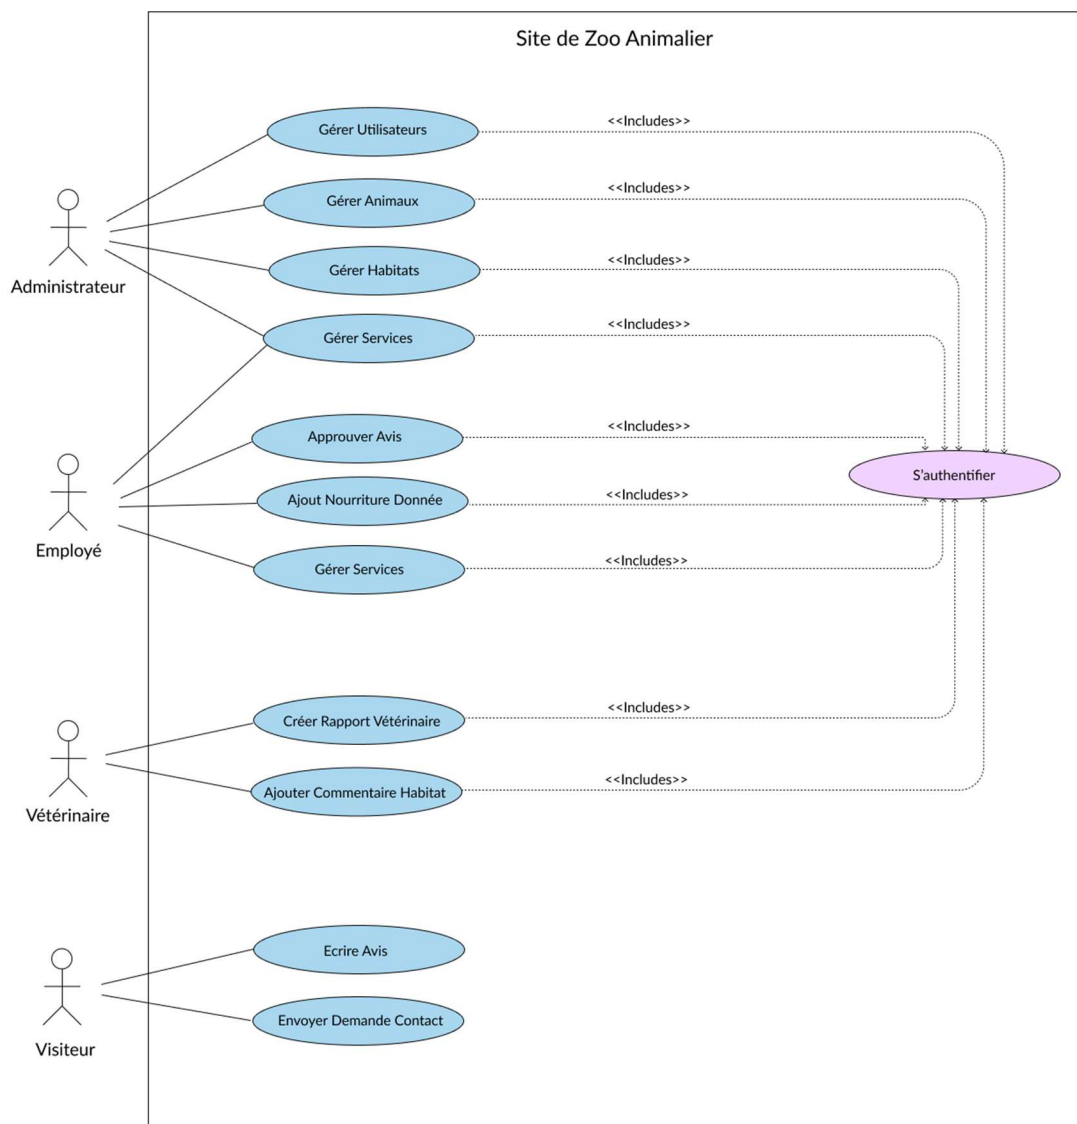 Site de Zoo Animalier
Gérer Utilisateurs
<<Includes>>
Gérer Animaux
<<Includes>>
Administrateur
Gérer Habitats
<<Includes>>
Gérer Services
<<Includes>>
Approuver Avis
<<Includes>>
S'authentifier
Employé
Ajout Nourriture Donnée
<<Includes>>
Gérer Services
<<Includes>>
Créer Rapport Vétérinaire
<<Includes>>
Vétérinaire
Ajouter Commentaire Habitat
<<Includes>>
Ecrire Avis
Visiteur
Envoyer Demande Contact